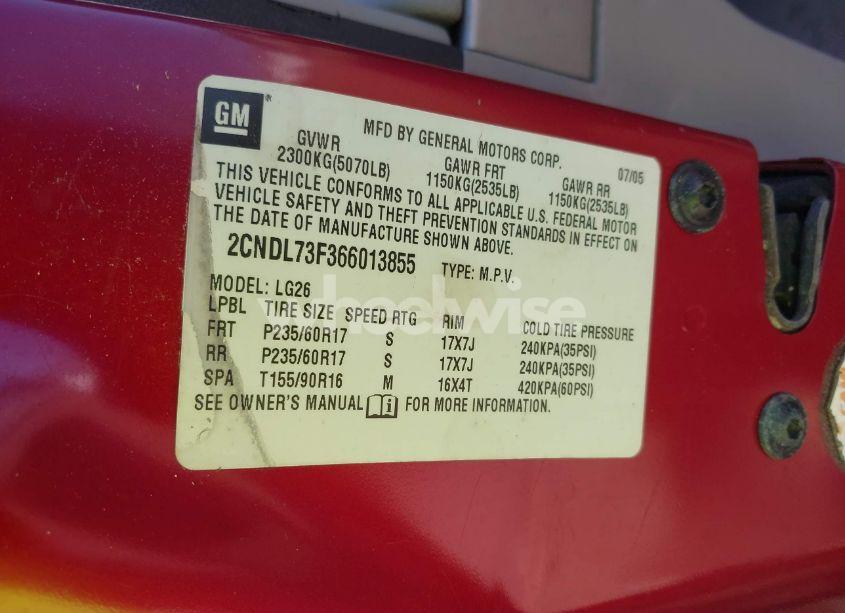 GM
MFD BY GENERAL MOTORS CORP.
07/05
GVWR GAWR FRT GAWR RR
2300KG(5070LB) 1150KG(2535LB) 1150KG(2535LB)
THIS VEHICLE CONFORMS TO ALL APPLICABLE U.S. FEDERAL MOTOR
VEHICLE SAFETY AND THEFT PREVENTION STANDARDS IN EFFECT ON
THE DATE OF MANUFACTURE SHOWN ABOVE.
2CNDL73F366013855 TYPE: M.P.V.
MODEL: LG26
LPBL TIRE SIZE SPEED RTG RIM COLD TIRE PRESSURE
FRT P235/60R17 S 17X7J 240KPA(35PSI)
RR P235/60R17 S 17X7J 240KPA(35PSI)
SPA T155/90R16 M 16X4T 420KPA(60PSI)
SEE OWNER'S MANUAL i FOR MORE INFORMATION.
wheelwise